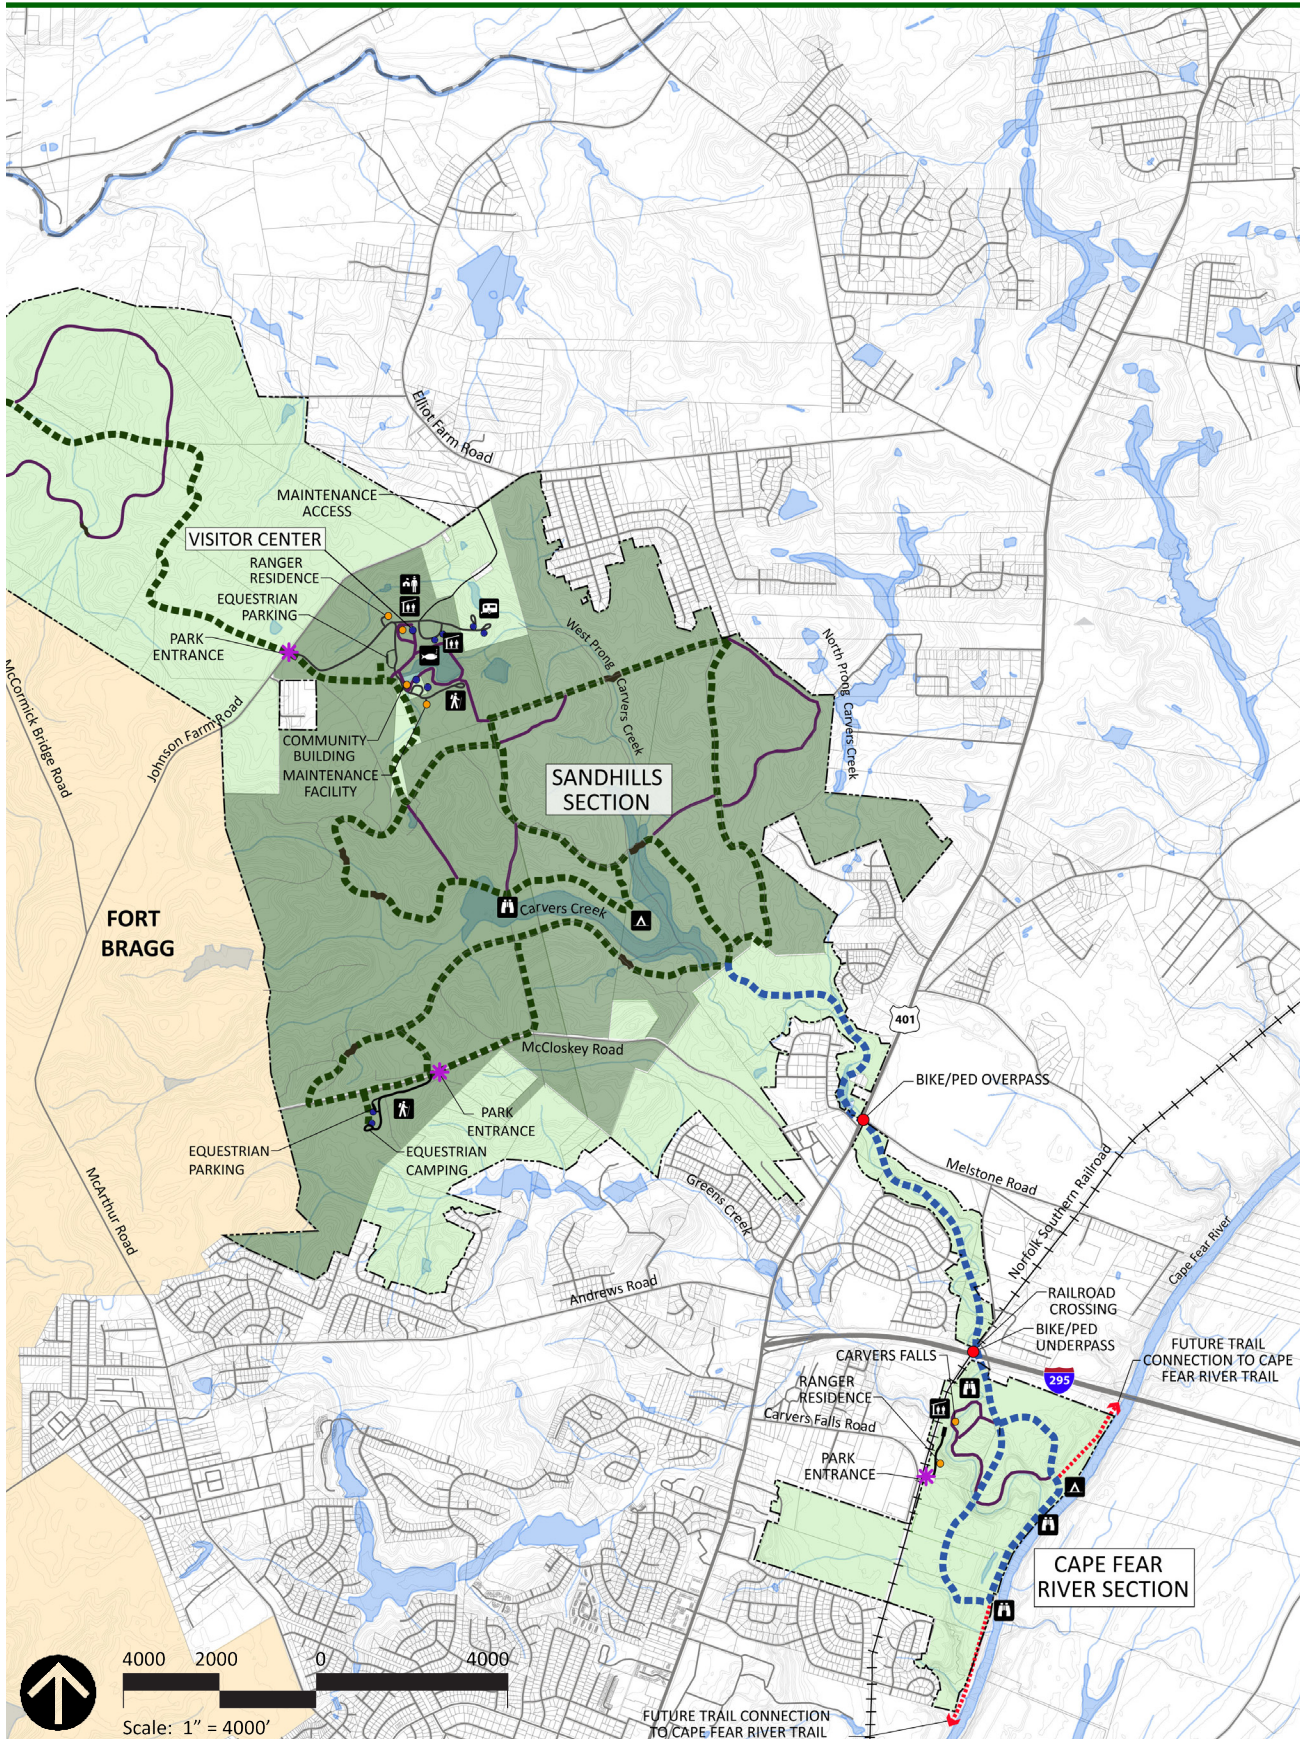 Elliot Farm Road
MAINTENANCE
ACCESS
VISITOR CENTER
RANGER
RESIDENCE
EQUESTRIAN
PARKING
PARK
ENTRANCE
West Prong Carvers Creek
North Prong Carvers Creek
McCormick Bridge Road
Johnson Farm Road
COMMUNITY
BUILDING
MAINTENANCE
FACILITY
SANDHILLS
SECTION
FORT
BRAGG
Carvers Creek
401
McCloskey Road
BIKE/PED OVERPASS
PARK
ENTRANCE
EQUESTRIAN
PARKING
EQUESTRIAN
CAMPING
McArthur Road
Greens Creek
Melstone Road
Norfolk Southern Railroad
Cape Fear River
Andrews Road
RAILROAD
CROSSING
BIKE/PED
UNDERPASS
FUTURE TRAIL
CONNECTION TO CAPE
FEAR RIVER TRAIL
CARVERS FALLS
295
RANGER
RESIDENCE
Carvers Falls Road
PARK
ENTRANCE
CAPE FEAR
RIVER SECTION
4000 2000 0 4000
Scale: 1" = 4000'
FUTURE TRAIL CONNECTION
TO CAPE FEAR RIVER TRAIL